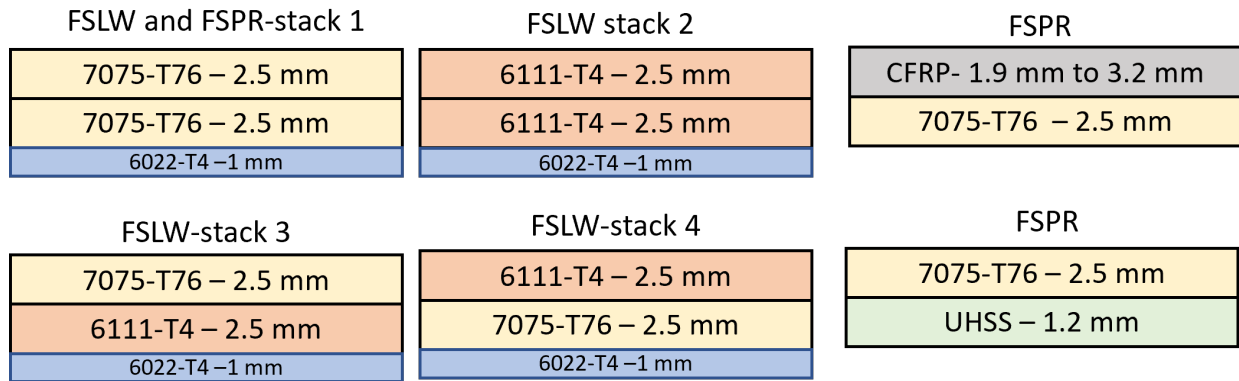 FSLW and FSPR-stack 1
7075-T76 – 2.5 mm
7075-T76 – 2.5 mm
6022-T4 –1 mm
FSLW stack 2
6111-T4 – 2.5 mm
6111-T4 – 2.5 mm
6022-T4 –1 mm
FSPR
CFRP- 1.9 mm to 3.2 mm
7075-T76 – 2.5 mm
FSLW-stack 3
7075-T76 – 2.5 mm
6111-T4 – 2.5 mm
6022-T4 –1 mm
FSLW-stack 4
6111-T4 – 2.5 mm
7075-T76 – 2.5 mm
6022-T4 –1 mm
FSPR
7075-T76 – 2.5 mm
UHSS – 1.2 mm